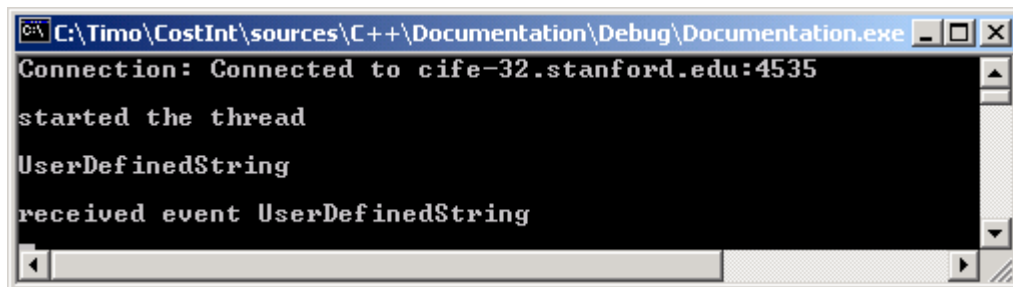 C:\Timo\CostInt\sources\C++\Documentation\Debug\Documentation.exe
Connection: Connected to cife-32.stanford.edu:4535
started the thread
UserDefinedString
received event UserDefinedString